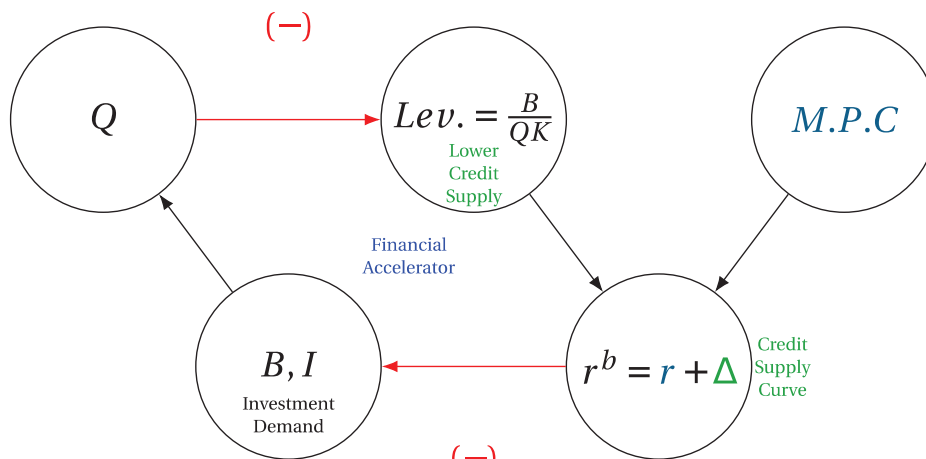 (—)
Q
Lev. = B/QK
Lower
Credit
Supply
M.P.C
Financial
Accelerator
B, I
Investment
Demand
r^b = r + Δ
Credit
Supply
Curve
(—)